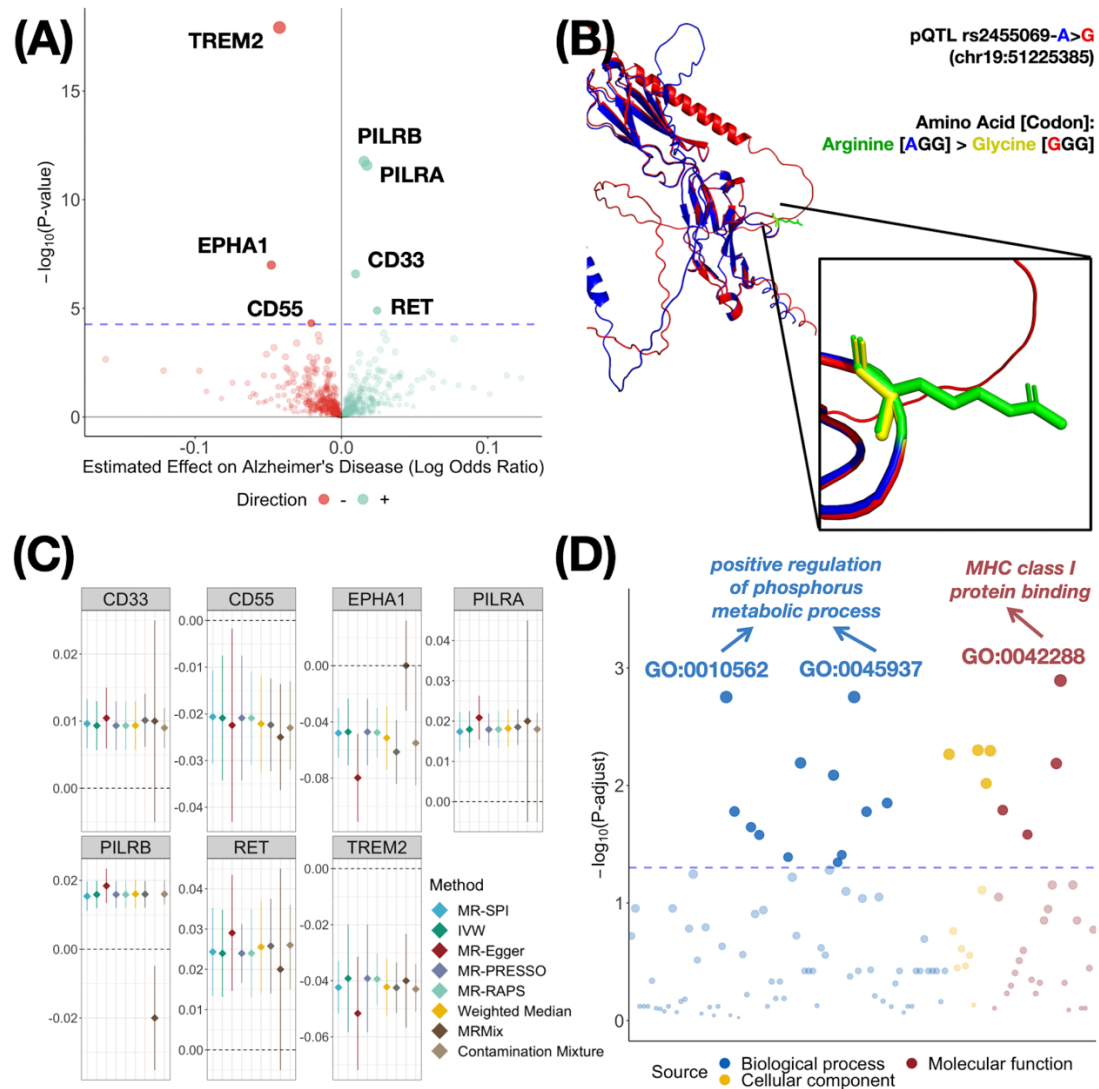 (A)
TREM2
PILRB
PILRA
EPHA1
CD33
CD55
RET
15
10
5
0
−log10(P-value)
-0.1
0.0
0.1
Estimated Effect on Alzheimer's Disease (Log Odds Ratio)
Direction - +
(B)
pQTL rs2455069-A>G
(chr19:51225385)
Amino Acid [Codon]:
Arginine [AGG] > Glycine [GGG]
(C)
CD33
0.02
0.01
0.00
CD55
0.00
-0.01
-0.02
-0.03
-0.04
EPHA1
0.00
-0.04
-0.08
PILRA
0.04
0.03
0.02
0.01
0.00
PILRB
0.02
0.00
-0.02
RET
0.04
0.03
0.02
0.01
0.00
TREM2
0.00
-0.02
-0.04
-0.06
Method
MR-SPI
IVW
MR-Egger
MR-PRESSO
MR-RAPS
Weighted Median
MRMix
Contamination Mixture
(D)
positive regulation
of phosphorus
metabolic process
MHC class I
protein binding
GO:0010562
GO:0045937
GO:0042288
3
2
1
0
−log10(P-adjust)
Source Biological process Molecular function
Cellular component